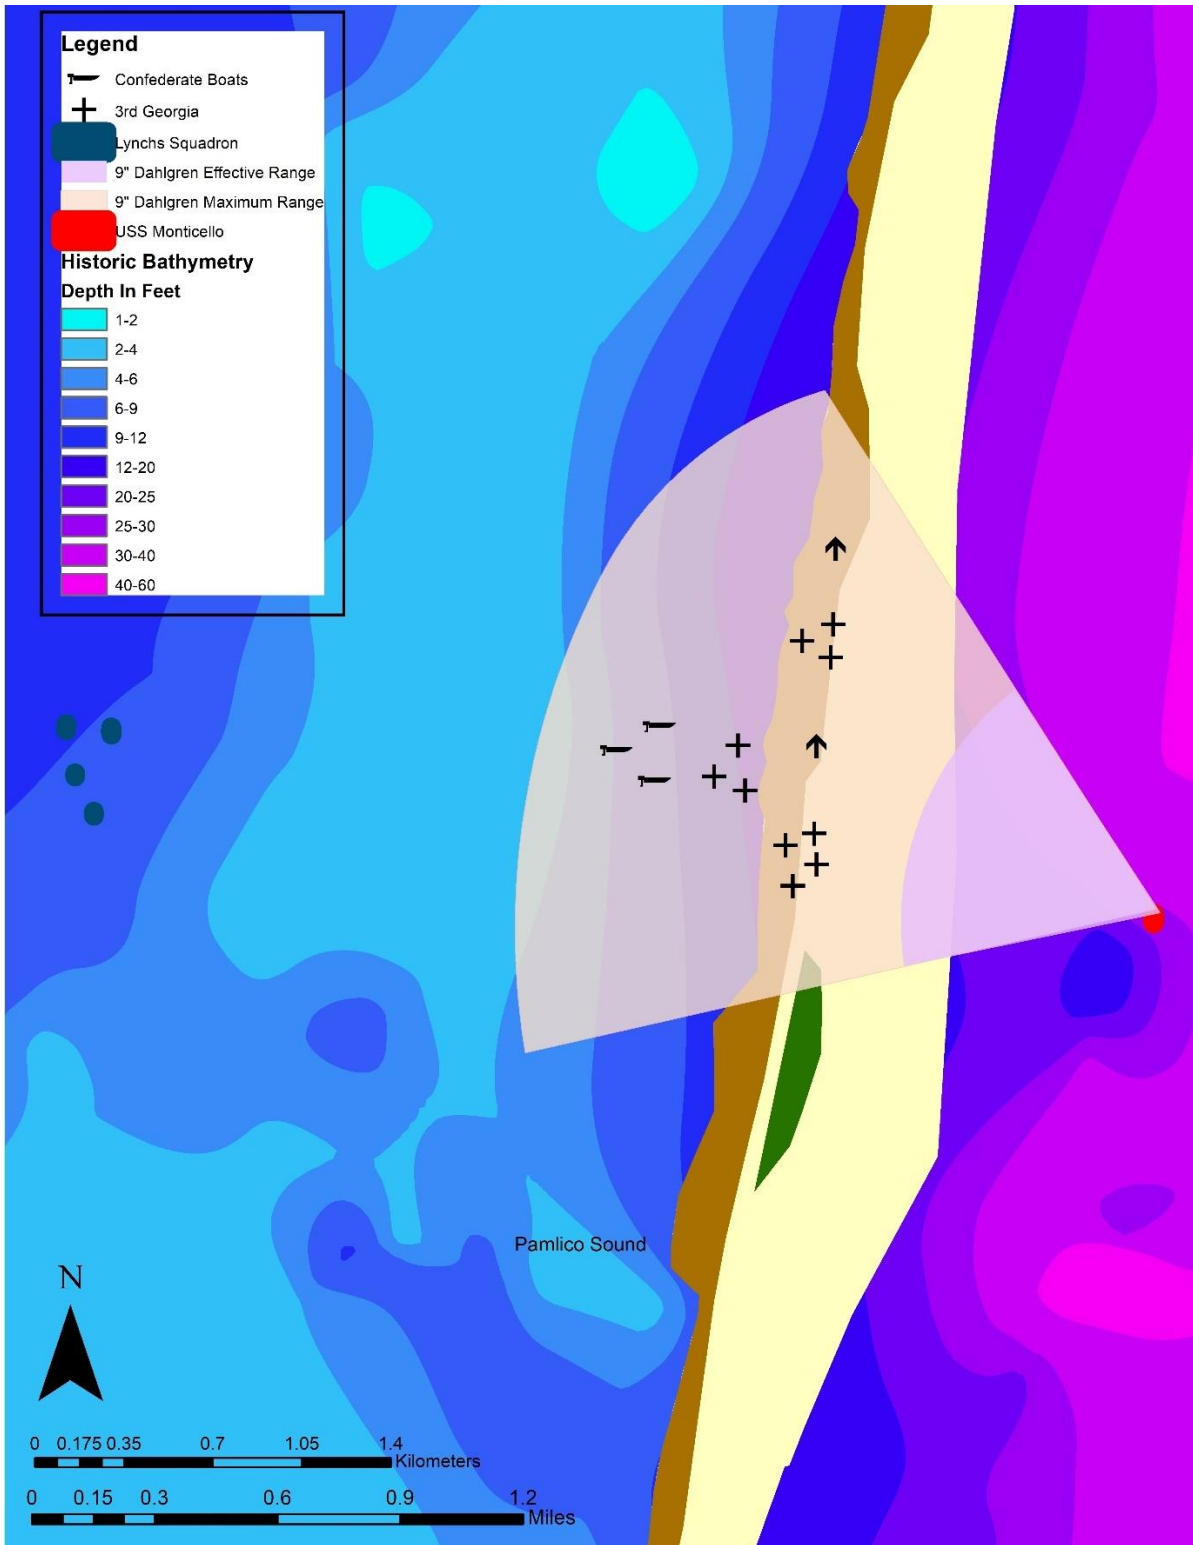 Legend
Confederate Boats
3rd Georgia
Lynchs Squadron
9" Dahlgren Effective Range
9" Dahlgren Maximum Range
USS Monticello
Historic Bathymetry
Depth In Feet
1-2
2-4
4-6
6-9
9-12
12-20
20-25
25-30
30-40
40-60
Pamlico Sound
N
0 0.175 0.35 0.7 1.05 1.4
Kilometers
0 0.15 0.3 0.6 0.9 1.2
Miles